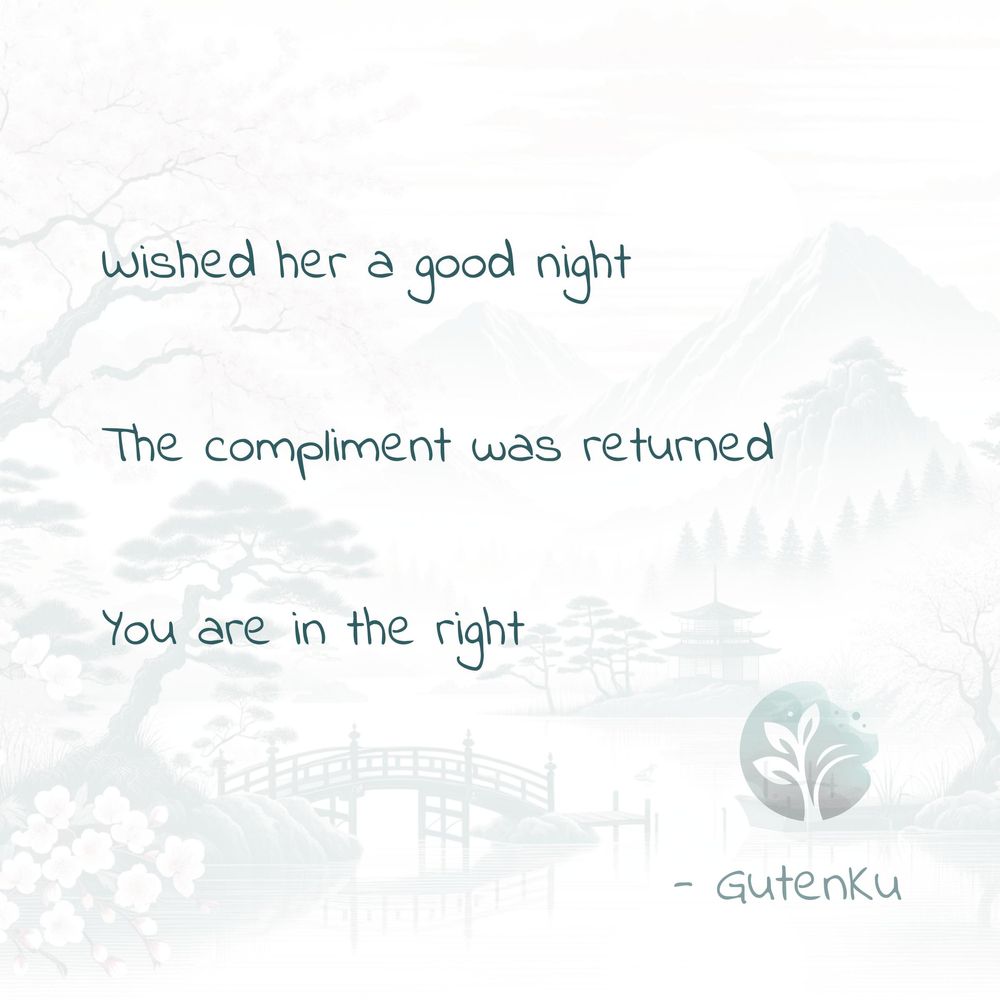 Wished her a good night
The compliment was returned
You are in the right
- GutenKu